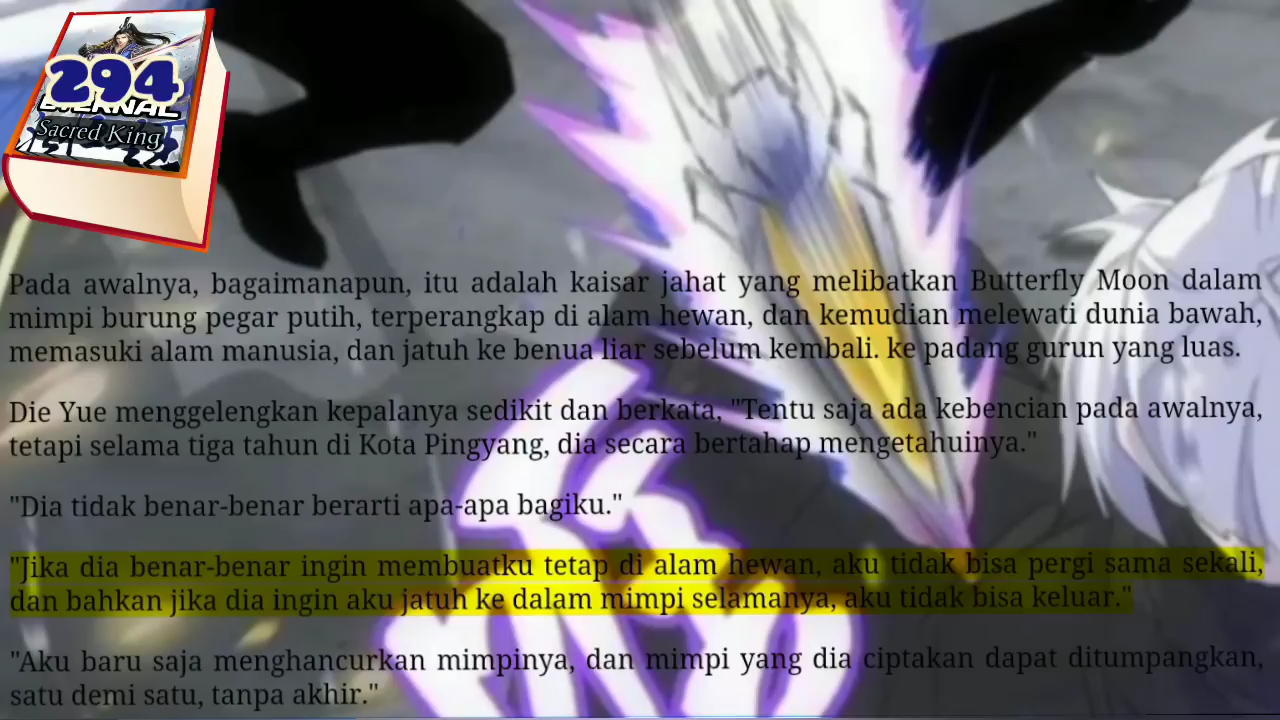 294
ETERNAL
Sacred King
Pada awalnya, bagaimanapun, itu adalah kaisar jahat yang melibatkan Butterfly Moon dalam
mimpi burung pegar putih, terperangkap di alam hewan, dan kemudian melewati dunia bawah,
memasuki alam manusia, dan jatuh ke benua liar sebelum kembali. ke padang gurun yang luas.
Die Yue menggelengkan kepalanya sedikit dan berkata, "Tentu saja ada kebencian pada awalnya,
tetapi selama tiga tahun di Kota Pingyang, dia secara bertahap mengetahuinya."
"Dia tidak benar-benar berarti apa-apa bagiku."
"Jika dia benar-benar ingin membuatku tetap di alam hewan, aku tidak bisa pergi sama sekali,
dan bahkan jika dia ingin aku jatuh ke dalam mimpi selamanya, aku tidak bisa keluar."
"Aku baru saja menghancurkan mimpinya, dan mimpi yang dia ciptakan dapat ditumpangkan,
satu demi satu, tanpa akhir."